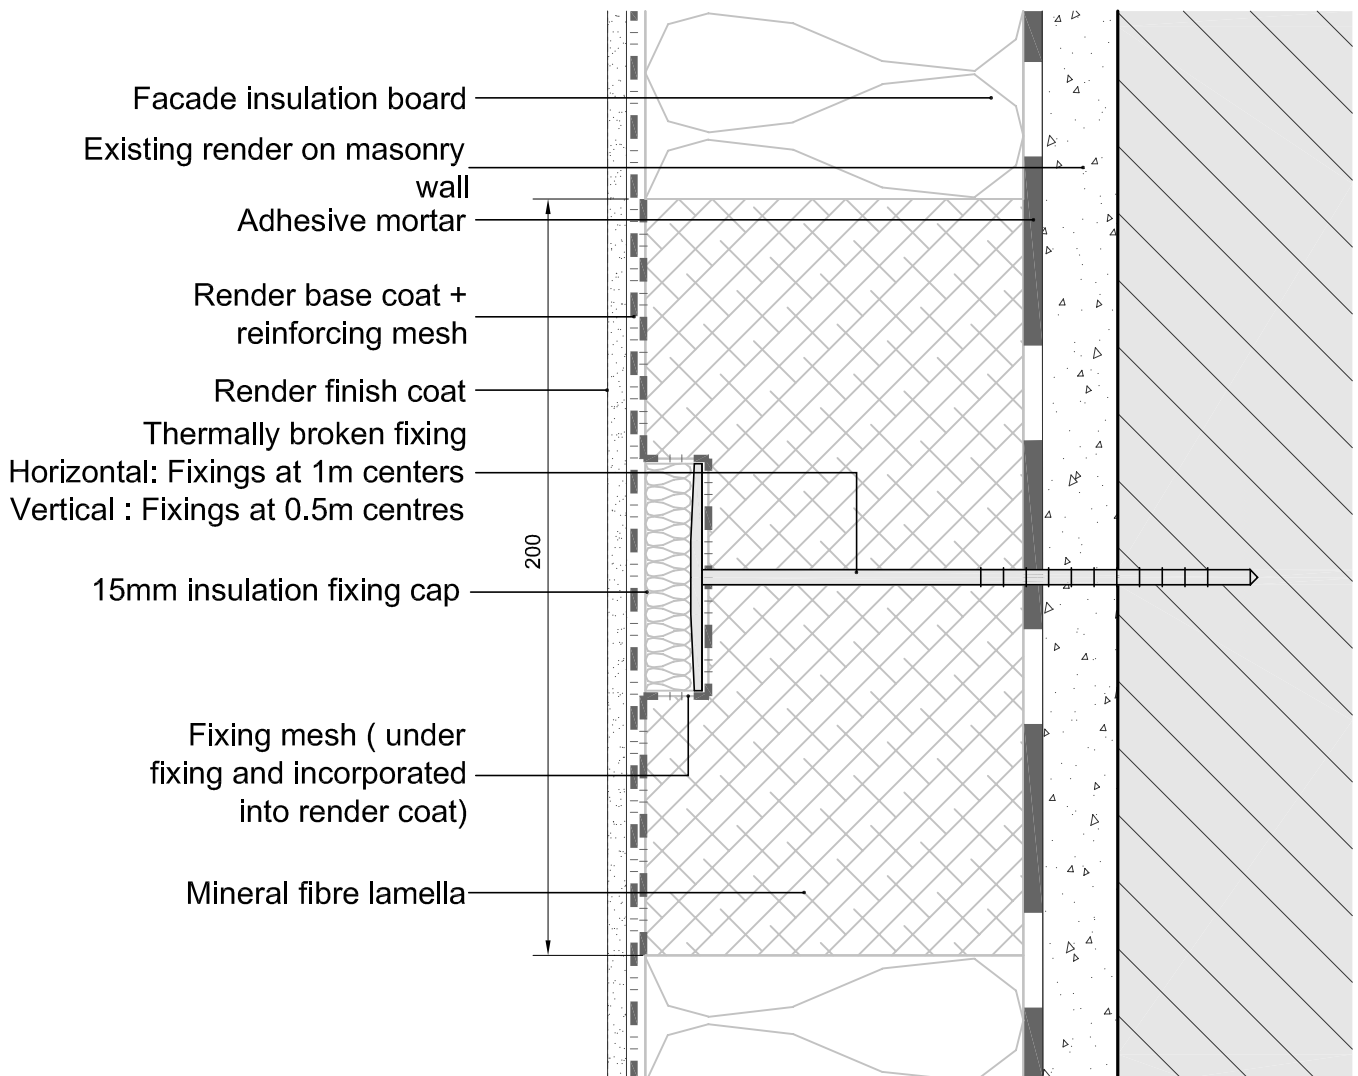 Facade insulation board
Existing render on masonry
wall
Adhesive mortar
Render base coat +
reinforcing mesh
Render finish coat
Thermally broken fixing
Horizontal: Fixings at 1m centers
Vertical : Fixings at 0.5m centres
200
15mm insulation fixing cap
Fixing mesh ( under
fixing and incorporated
into render coat)
Mineral fibre lamella